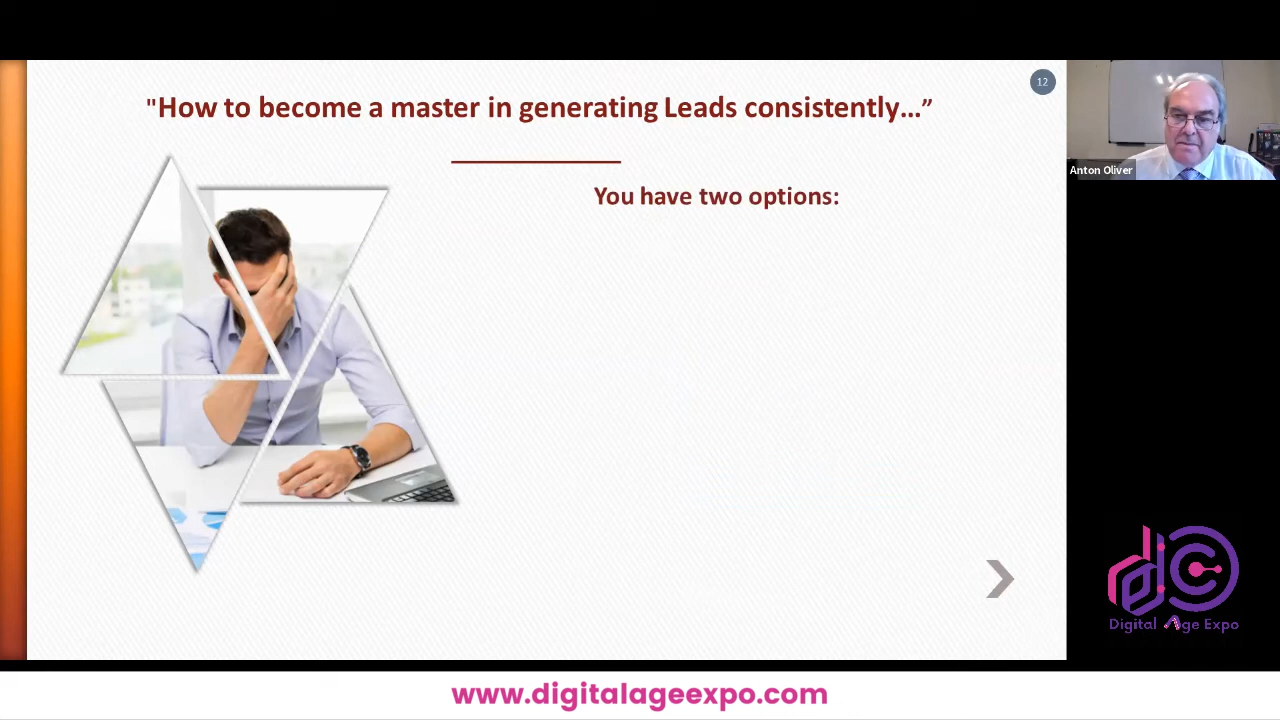 12
"How to become a master in generating Leads consistently…”
You have two options:
Anton Oliver
Digital Age Expo
www.digitalageexpo.com